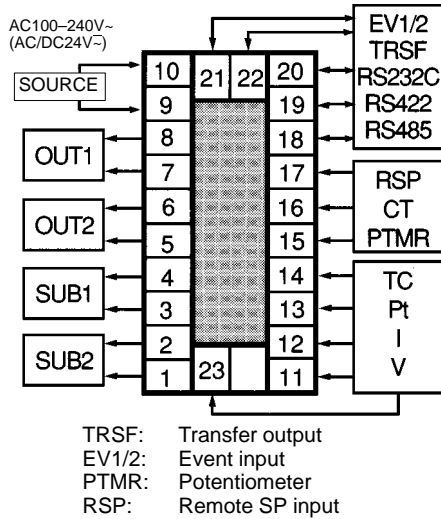 AC100–240V~
(AC/DC24V~)
SOURCE
OUT1
OUT2
SUB1
SUB2
10
9
8
7
6
5
4
3
2
1
21
22
23
20
19
18
17
16
15
14
13
12
11
EV1/2
TRSF
RS232C
RS422
RS485
RSP
CT
PTMR
TC
Pt
I
V
TRSF: Transfer output
EV1/2: Event input
PTMR: Potentiometer
RSP: Remote SP input